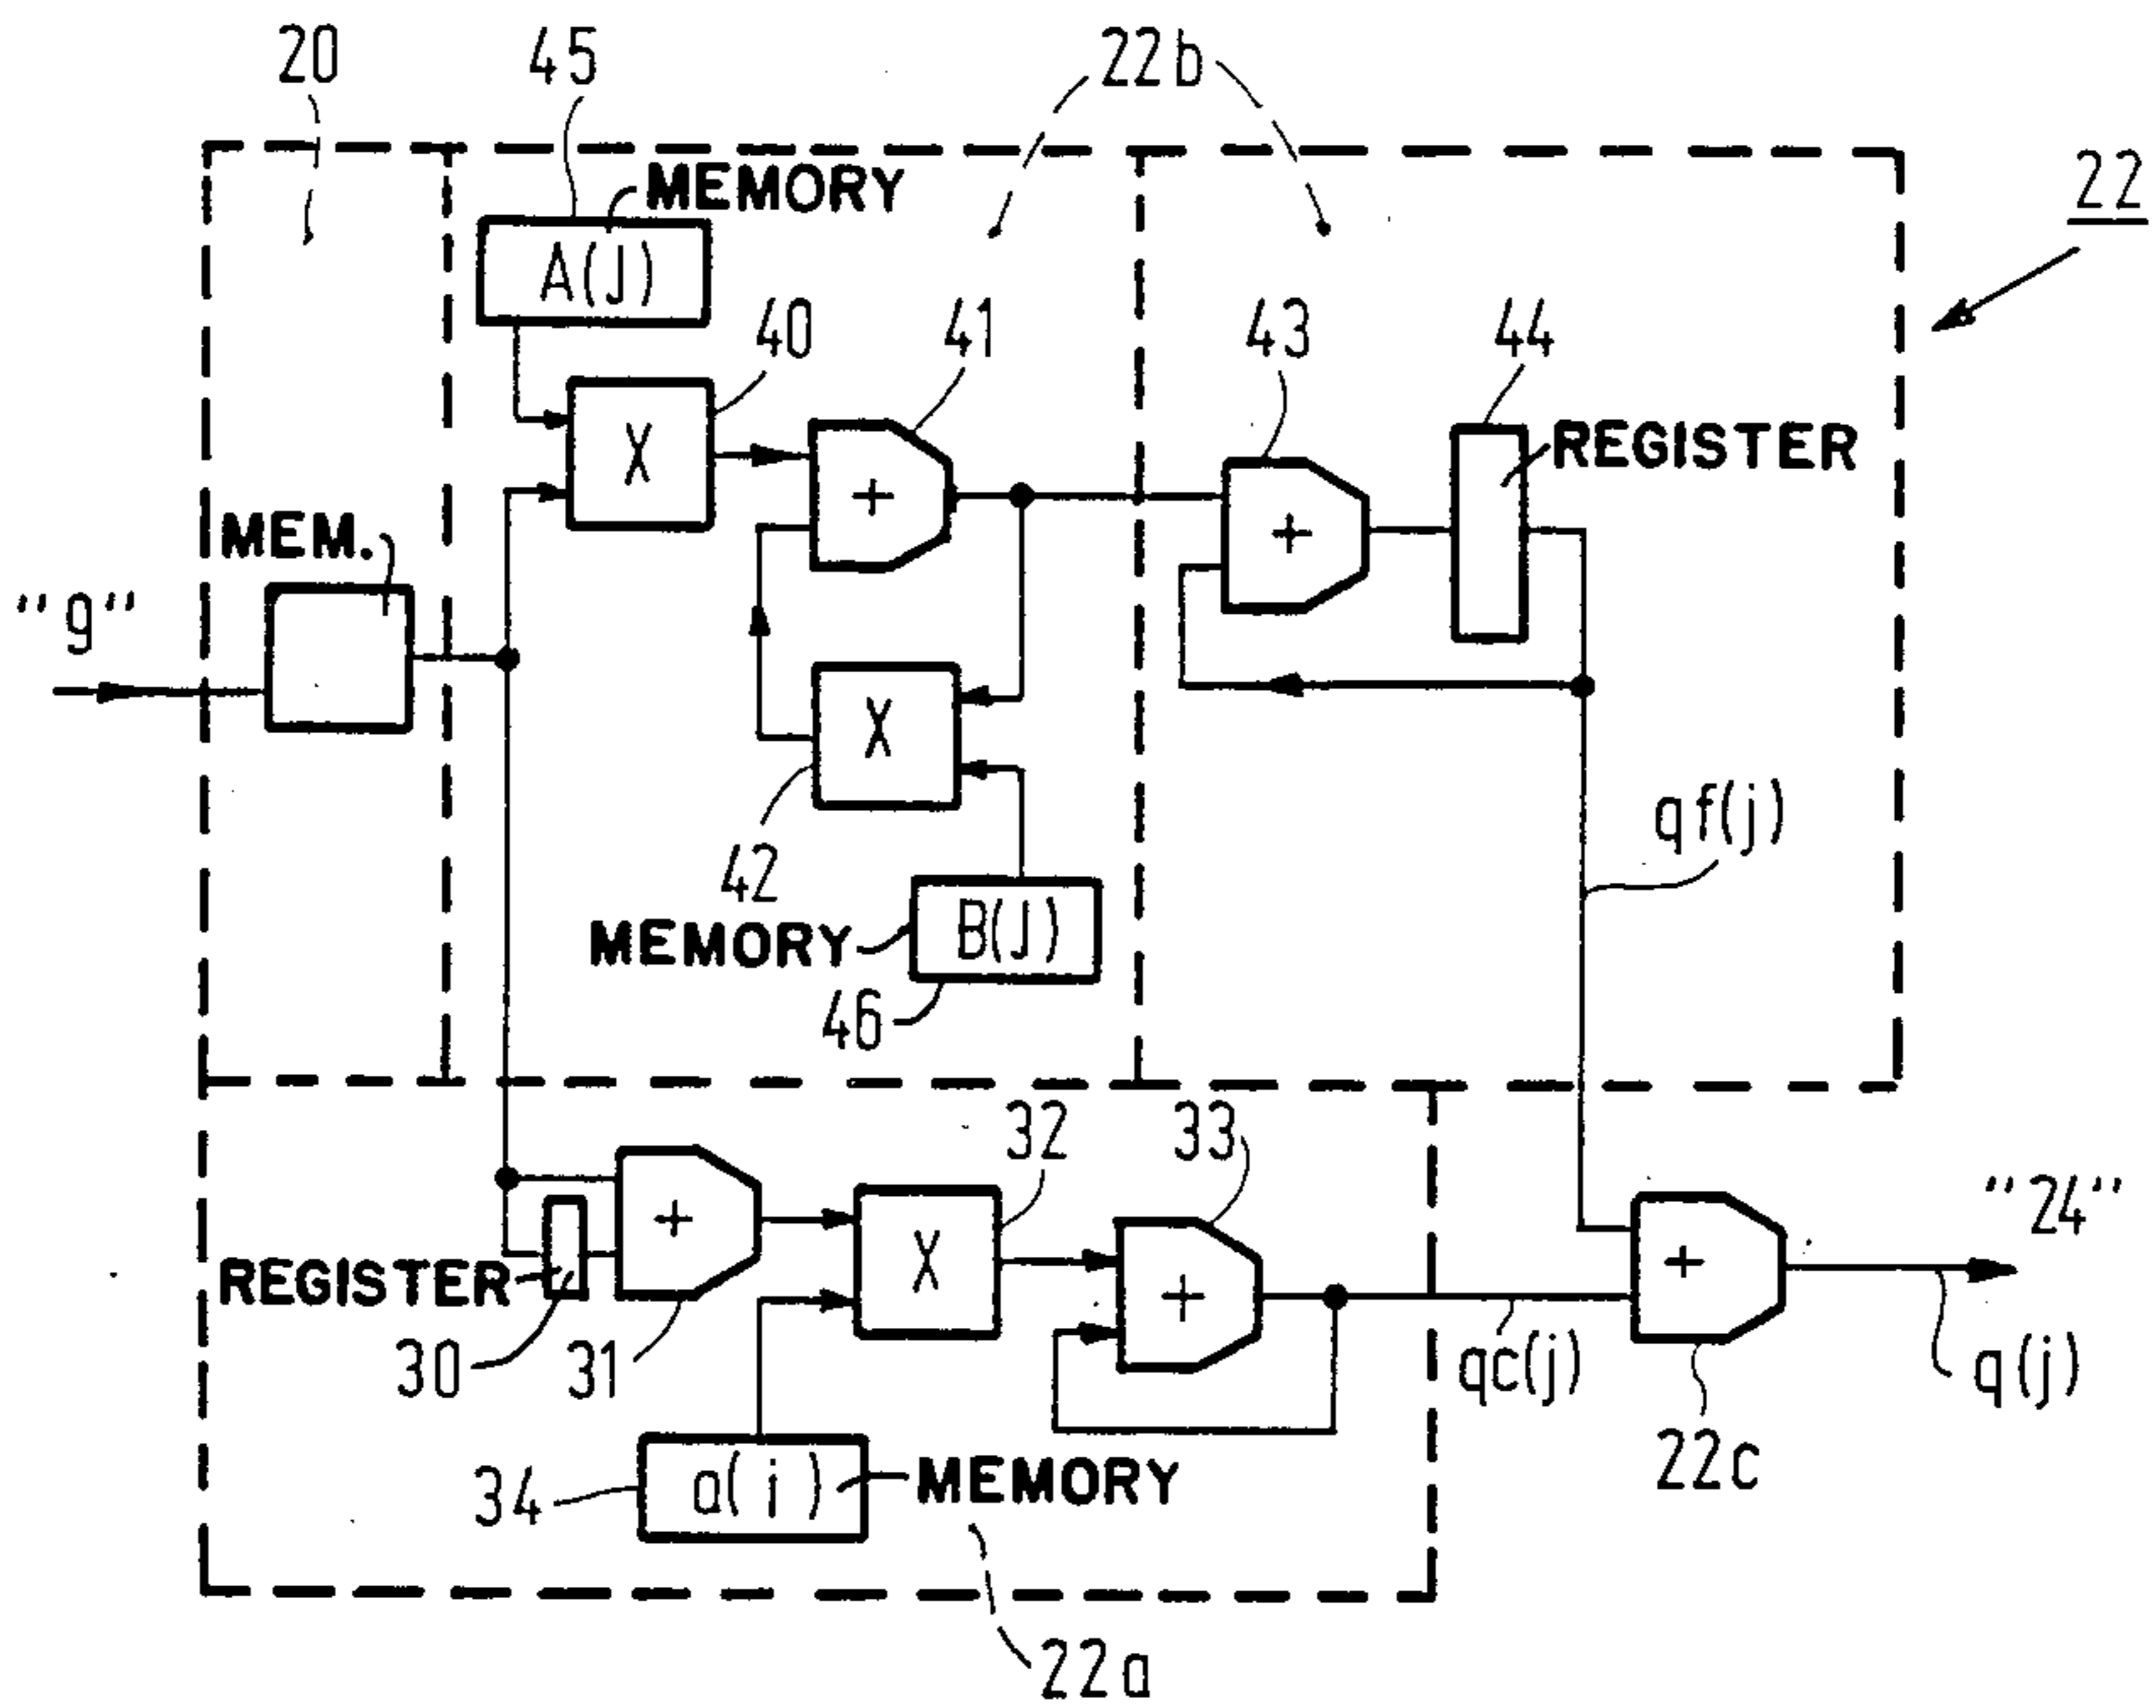 20
45
22b
22
MEMORY
A(J)
40
41
43
44
REGISTER
X
+
+
MEM.
"9"
X
42
qf(j)
MEMORY
B(J)
46
32
33
"24"
+
X
+
+
REGISTER
30
31
qc(j)
q(j)
34
a(i)
MEMORY
22c
22a